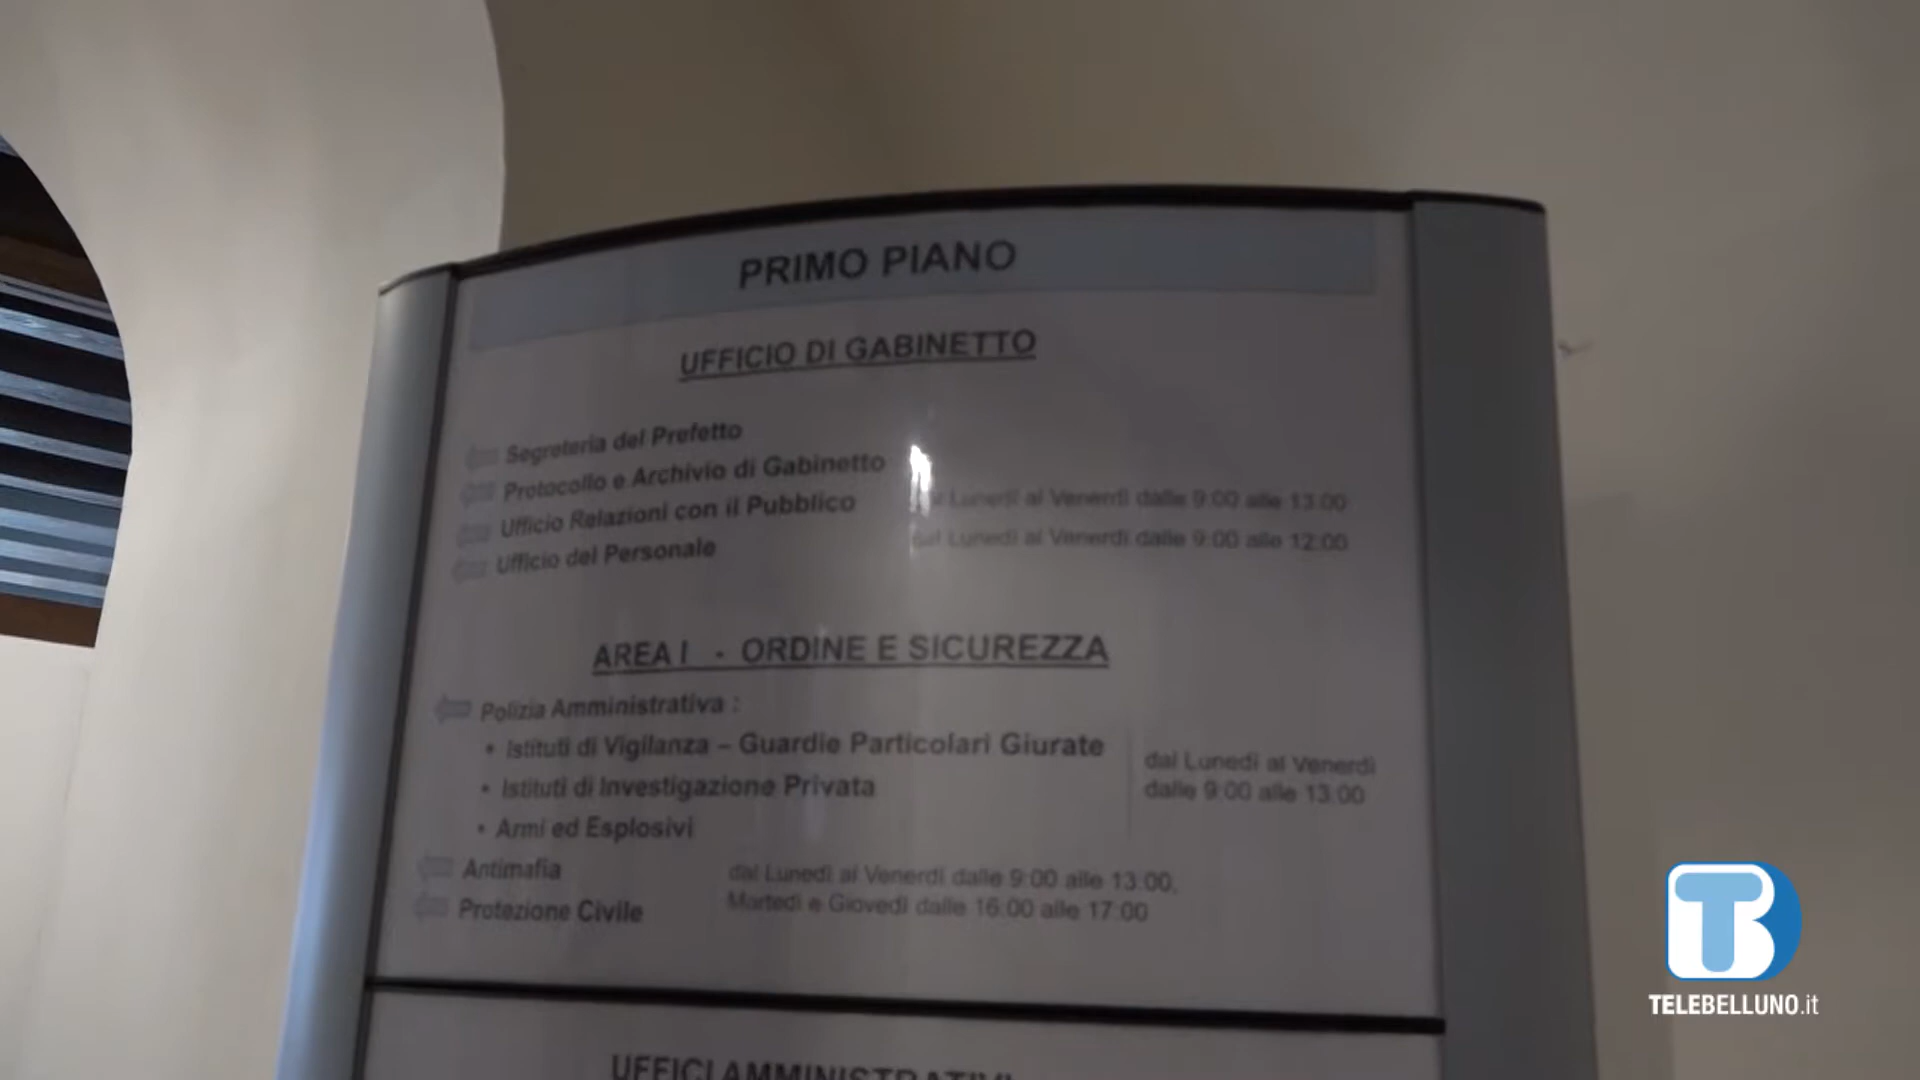 PRIMO PIANO
UFFICIO DI GABINETTO
Segreteria del Prefetto
Protocollo e Archivio di Gabinetto
Ufficio Relazioni con il Pubblico Lunedì al Venerdì dalle 9:00 alle 13:00
Ufficio del Personale dal Lunedì al Venerdì dalle 9:00 alle 12:00
AREA I - ORDINE E SICUREZZA
Polizia Amministrativa :
• Istituti di Vigilanza – Guardie Particolari Giurate
• Istituti di Investigazione Privata
• Armi ed Esplosivi
dal Lunedì al Venerdì
dalle 9:00 alle 13:00
Antimafia
Protezione Civile
dal Lunedì al Venerdì dalle 9:00 alle 13:00,
Martedì e Giovedì dalle 16:00 alle 17:00
UFFICI AMMINISTRATIVI
TB
TELEBELLUNO.it